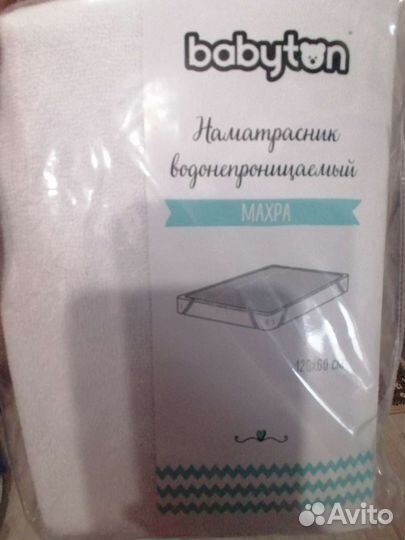 babyton
Наматрасник
водонепроницаемый
МАХРА
120х60 см
Avito